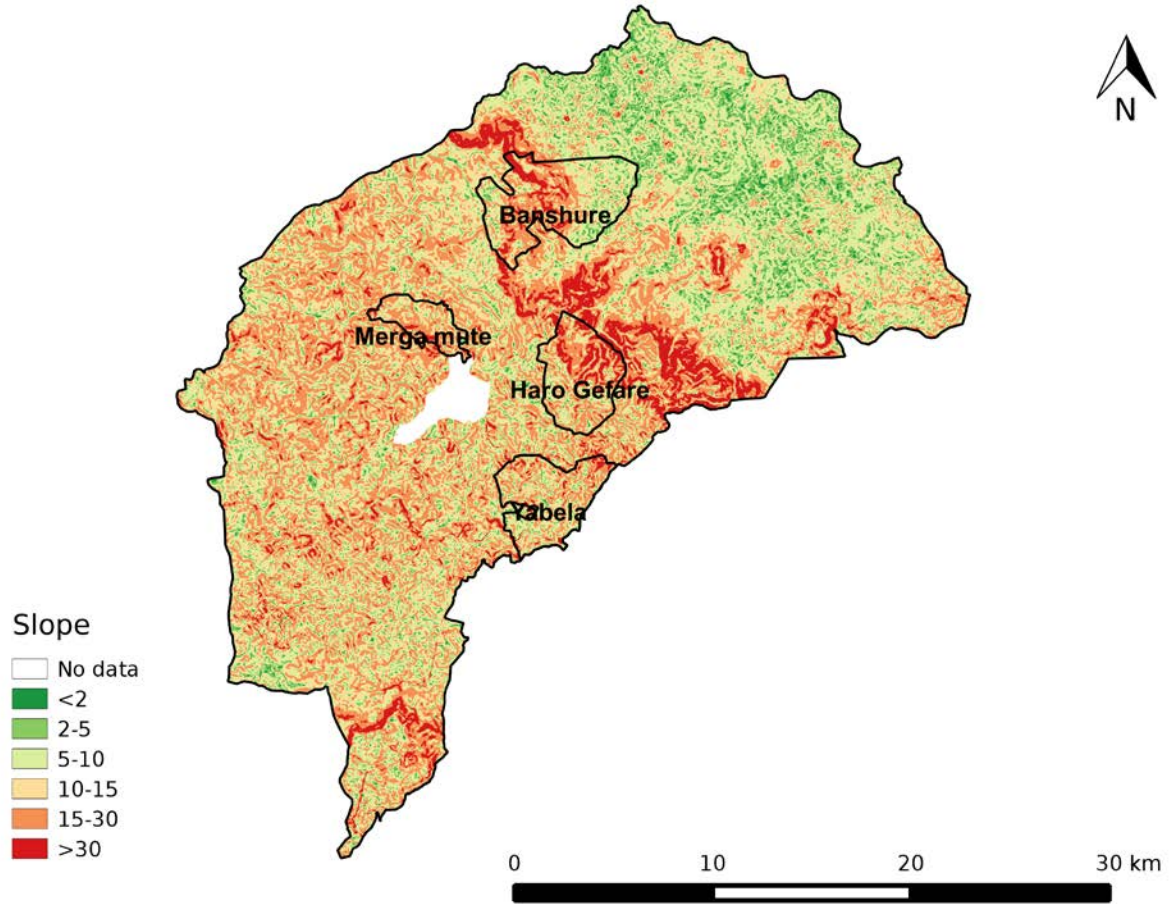 N
Banshure
Merga mute
Haro Gefare
Yabela
Slope
No data
<2
2-5
5-10
10-15
15-30
>30
0 10 20 30 km